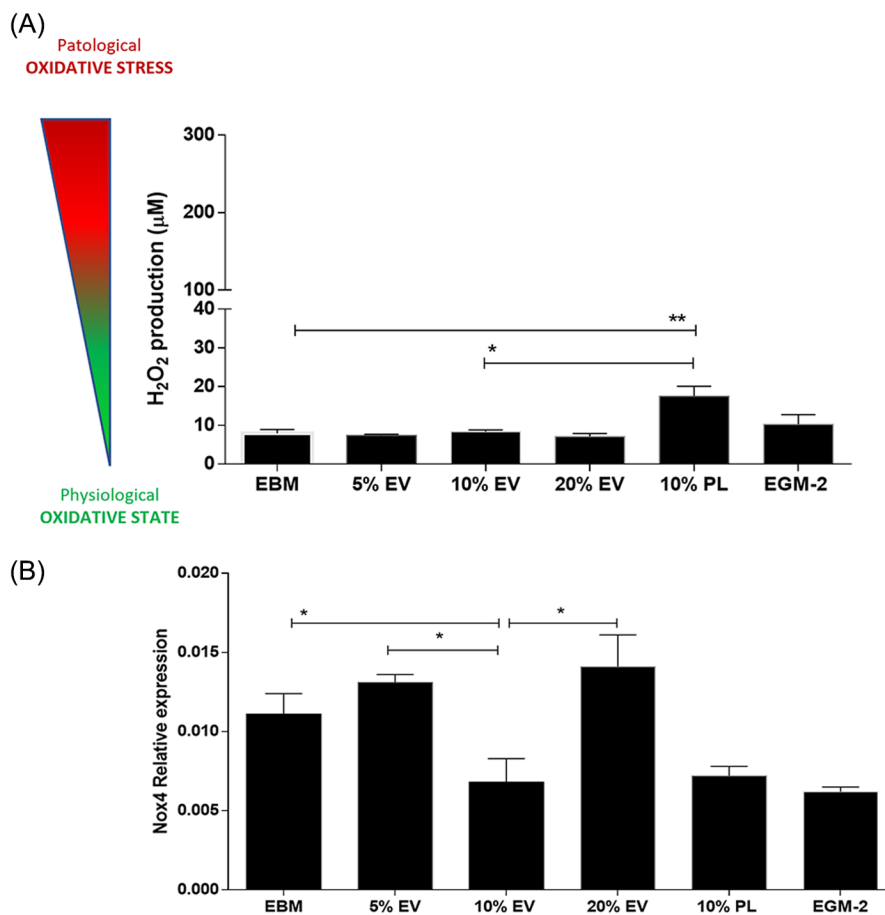 (A)
Patological
OXIDATIVE STRESS
H₂O₂ production (μM)
300
200
100
40
30
20
10
0
**
*
EBM 5% EV 10% EV 20% EV 10% PL EGM-2
Physiological
OXIDATIVE STATE
(B)
Nox4 Relative expression
0.020
0.015
0.010
0.005
0.000
* *
*
EBM 5% EV 10% EV 20% EV 10% PL EGM-2